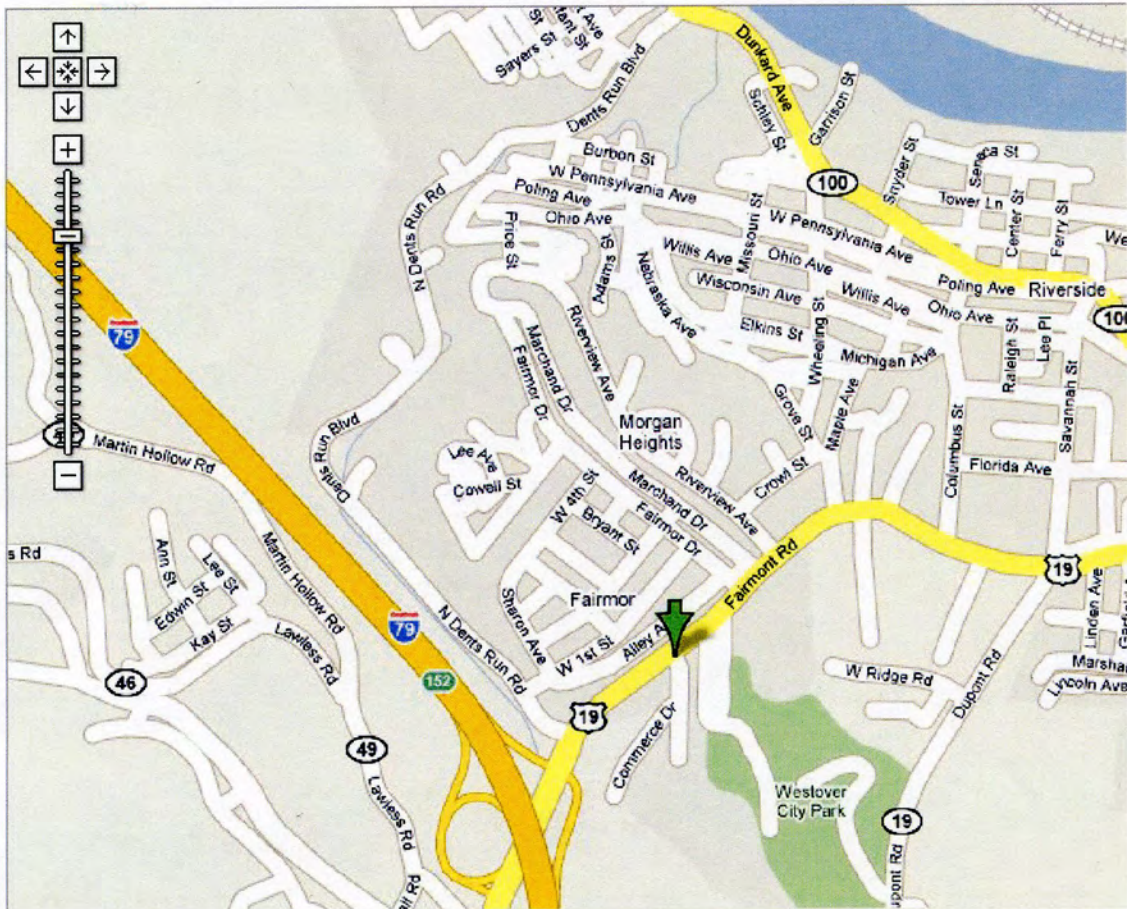 Sayers St
Dents Run Blvd
Dunkard Ave
Schley St
Garrison St
Burbon St
W Pennsylvania Ave
Poling Ave
Ohio Ave
Price St
Adams St
N Dents Run Rd
100
Snyder St
Seneca St
Tower Ln
Center St
Ferry St
Missouri St
W Pennsylvania Ave
Willis Ave
Ohio Ave
Wisconsin Ave
Willis Ave
Nebraska Ave
Elkins St
Wheeling St
Michigan Ave
Poling Ave
Riverside
Ohio Ave
Raleigh St
Lee Pl
100
79
Riverview Ave
Marchand Dr
Fairmor Dr
Morgan
Heights
Grove St
Maple Ave
Columbus St
Savannah St
Florida Ave
Martin Hollow Rd
Dents Run Blvd
Lee Ave
Cowell St
W 4th St
Bryant St
Marchand Dr
Fairmor Dr
Riverview Ave
Crowl St
Fairmont Rd
19
s Rd
Ann St
Lee St
Edwin St
Kay St
Martin Hollow Rd
Lawless Rd
79
152
Sharon Ave
Fairmor
W 1st St
Alley A
N Dents Run Rd
19
Commerce Dr
W Ridge Rd
Dupont Rd
Linden Ave
Marshal
Lincoln Ave
46
49
Lawless Rd
Westover
City Park
19
upont Rd